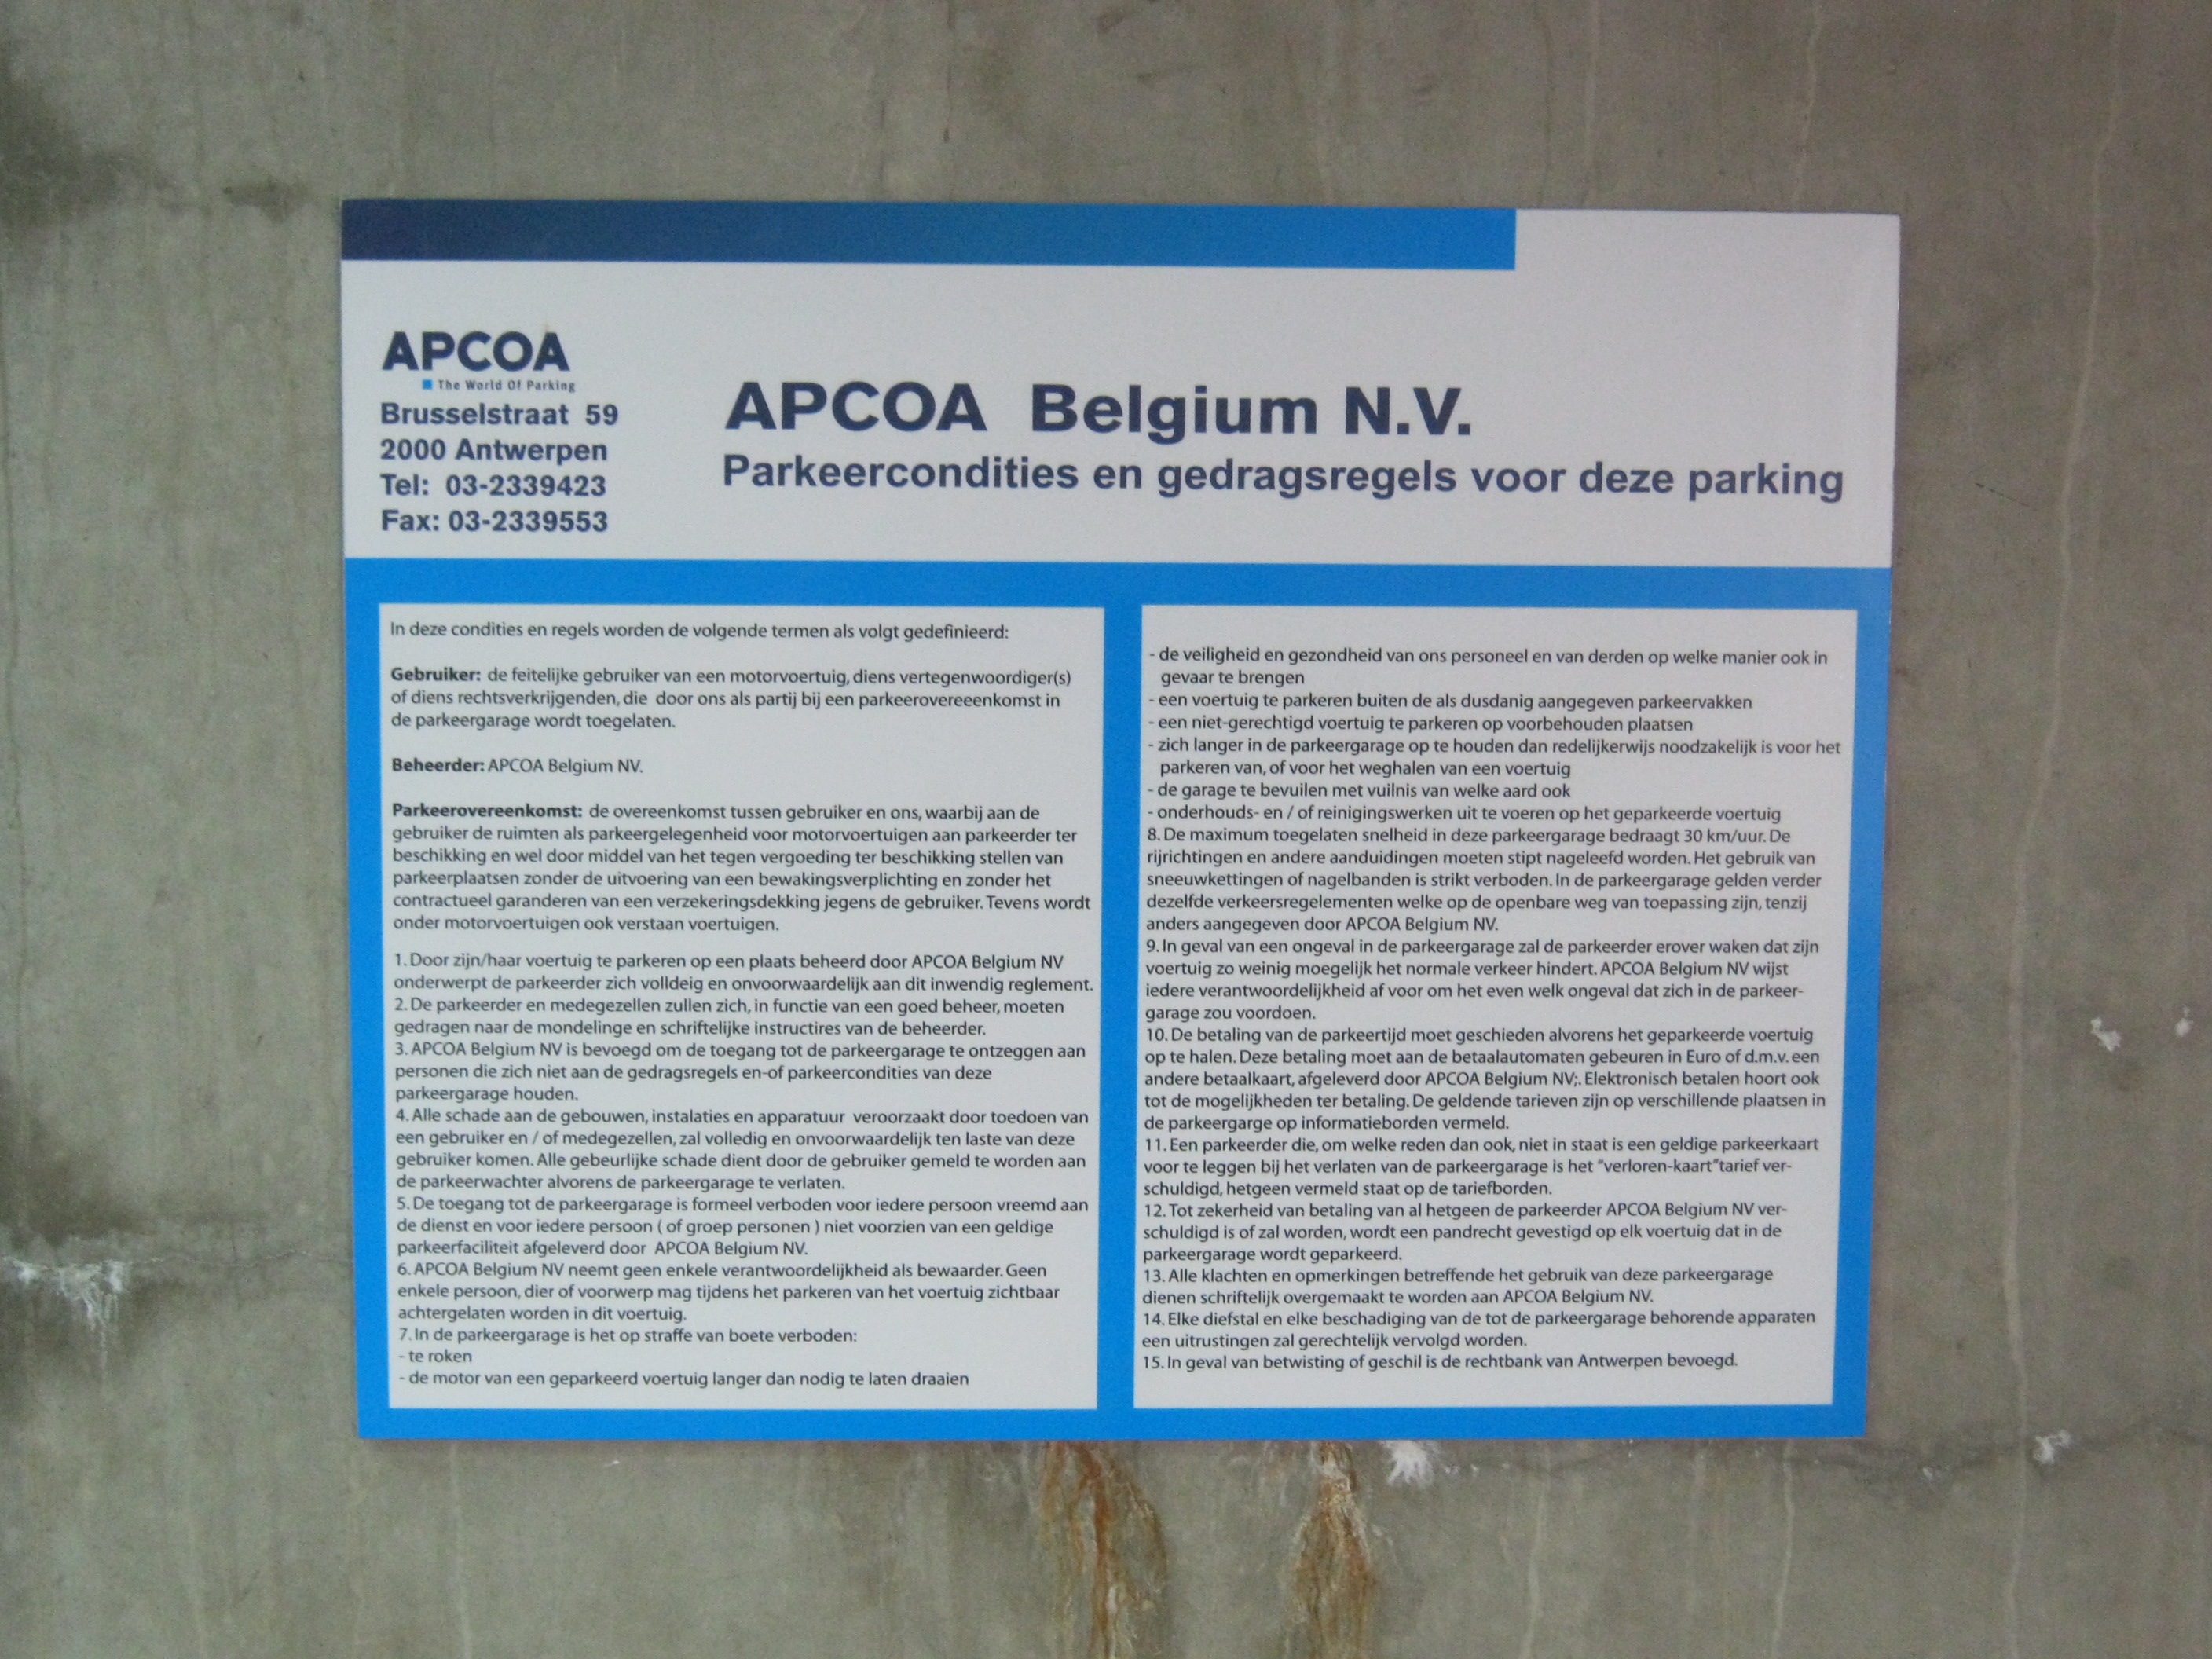 APCOA
The World Of Parking
Brusselstraat 59
2000 Antwerpen
Tel: 03-2339423
Fax: 03-2339553
APCOA Belgium N.V.
Parkeercondities en gedragsregels voor deze parking
In deze condities en regels worden de volgende termen als volgt gedefinieerd:
Gebruiker: de feitelijke gebruiker van een motorvoertuig, diens vertegenwoordiger(s)
of diens rechtsverkrijgenden, die door ons als partij bij een parkeerovereeenkomst in
de parkeergarage wordt toegelaten.
Beheerder: APCOA Belgium NV.
Parkeerovereenkomst: de overeenkomst tussen gebruiker en ons, waarbij aan de
gebruiker de ruimten als parkeergelegenheid voor motorvoertuigen aan parkeerder ter
beschikking en wel door middel van het tegen vergoeding ter beschikking stellen van
parkeerplaatsen zonder de uitvoering van een bewakingsverplichting en zonder het
contractueel garanderen van een verzekeringsdekking jegens de gebruiker. Tevens wordt
onder motorvoertuigen ook verstaan voertuigen.
1. Door zijn/haar voertuig te parkeren op een plaats beheerd door APCOA Belgium NV
onderwerpt de parkeerder zich volldeig en onvoorwaardelijk aan dit inwendig reglement.
2. De parkeerder en medegezellen zullen zich, in functie van een goed beheer, moeten
gedragen naar de mondelinge en schriftelijke instructires van de beheerder.
3. APCOA Belgium NV is bevoegd om de toegang tot de parkeergarage te ontzeggen aan
personen die zich niet aan de gedragsregels en-of parkeercondities van deze
parkeergarage houden.
4. Alle schade aan de gebouwen, instalaties en apparatuur veroorzaakt door toedoen van
een gebruiker en / of medegezellen, zal volledig en onvoorwaardelijk ten laste van deze
gebruiker komen. Alle gebeurlijke schade dient door de gebruiker gemeld te worden aan
de parkeerwachter alvorens de parkeergarage te verlaten.
5. De toegang tot de parkeergarage is formeel verboden voor iedere persoon vreemd aan
de dienst en voor iedere persoon ( of groep personen ) niet voorzien van een geldige
parkeerfaciliteit afgeleverd door APCOA Belgium NV.
6. APCOA Belgium NV neemt geen enkele verantwoordelijkheid als bewaarder. Geen
enkele persoon, dier of voorwerp mag tijdens het parkeren van het voertuig zichtbaar
achtergelaten worden in dit voertuig.
7. In de parkeergarage is het op straffe van boete verboden:
- te roken
- de motor van een geparkeerd voertuig langer dan nodig te laten draaien
- de veiligheid en gezondheid van ons personeel en van derden op welke manier ook in
gevaar te brengen
- een voertuig te parkeren buiten de als dusdanig aangegeven parkeervakken
- een niet-gerechtigd voertuig te parkeren op voorbehouden plaatsen
- zich langer in de parkeergarage op te houden dan redelijkerwijs noodzakelijk is voor het
parkeren van, of voor het weghalen van een voertuig
- de garage te bevuilen met vuilnis van welke aard ook
- onderhouds- en / of reinigingswerken uit te voeren op het geparkeerde voertuig
8. De maximum toegelaten snelheid in deze parkeergarage bedraagt 30 km/uur. De
rijrichtingen en andere aanduidingen moeten stipt nageleefd worden. Het gebruik van
sneeuwkettingen of nagelbanden is strikt verboden. In de parkeergarage gelden verder
dezelfde verkeersregelementen welke op de openbare weg van toepassing zijn, tenzij
anders aangegeven door APCOA Belgium NV.
9. In geval van een ongeval in de parkeergarage zal de parkeerder erover waken dat zijn
voertuig zo weinig moegelijk het normale verkeer hindert. APCOA Belgium NV wijst
iedere verantwoordelijkheid af voor om het even welk ongeval dat zich in de parkeer-
garage zou voordoen.
10. De betaling van de parkeertijd moet geschieden alvorens het geparkeerde voertuig
op te halen. Deze betaling moet aan de betaalautomaten gebeuren in Euro of d.m.v. een
andere betaalkaart, afgeleverd door APCOA Belgium NV;. Elektronisch betalen hoort ook
tot de mogelijkheden ter betaling. De geldende tarieven zijn op verschillende plaatsen in
de parkeergarge op informatieborden vermeld.
11. Een parkeerder die, om welke reden dan ook, niet in staat is een geldige parkeerkaart
voor te leggen bij het verlaten van de parkeergarage is het "verloren-kaart"tarief ver-
schuldigd, hetgeen vermeld staat op de tariefborden.
12. Tot zekerheid van betaling van al hetgeen de parkeerder APCOA Belgium NV ver-
schuldigd is of zal worden, wordt een pandrecht gevestigd op elk voertuig dat in de
parkeergarage wordt geparkeerd.
13. Alle klachten en opmerkingen betreffende het gebruik van deze parkeergarage
dienen schriftelijk overgemaakt te worden aan APCOA Belgium NV.
14. Elke diefstal en elke beschadiging van de tot de parkeergarage behorende apparaten
een uitrustingen zal gerechtelijk vervolgd worden.
15. In geval van betwisting of geschil is de rechtbank van Antwerpen bevoegd.